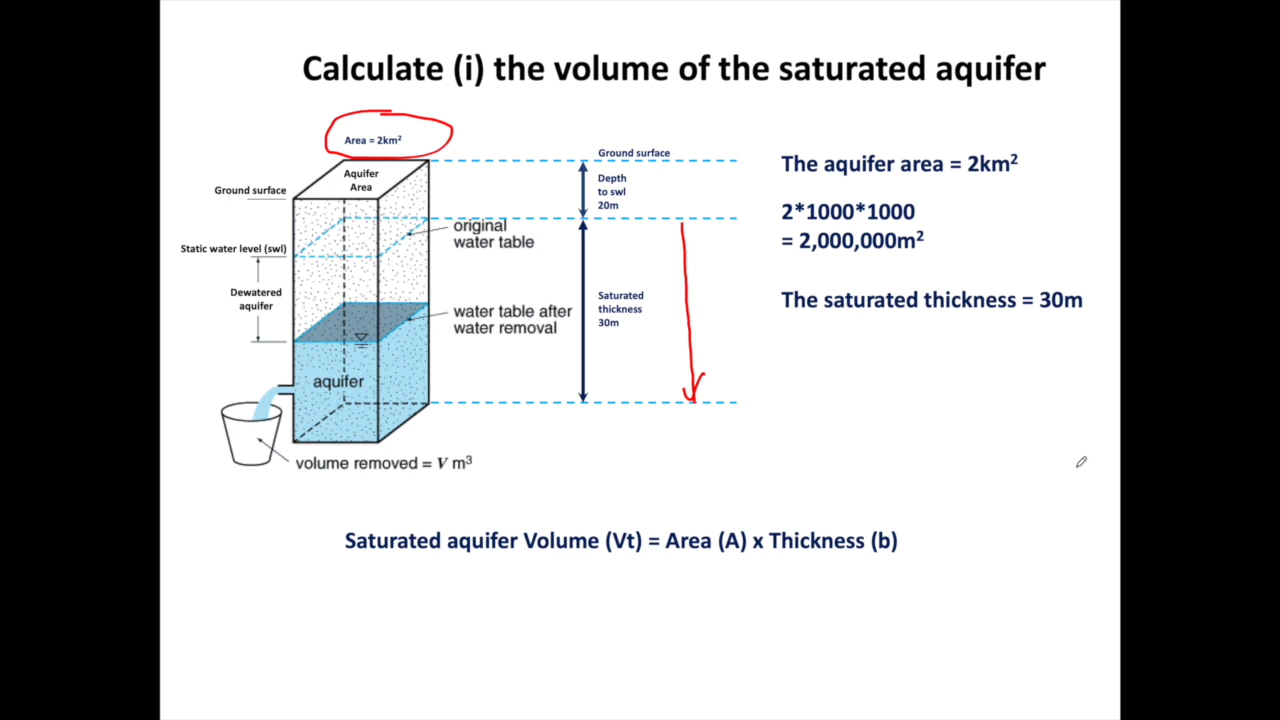 Calculate (i) the volume of the saturated aquifer
Area = 2km²
Aquifer
Area
Ground surface
Static water level (swl)
Dewatered
aquifer
original
water table
water table after
water removal
aquifer
volume removed = V m³
Ground surface
Depth
to swl
20m
Saturated
thickness
30m
The aquifer area = 2km²
2*1000*1000
= 2,000,000m²
The saturated thickness = 30m
Saturated aquifer Volume (Vt) = Area (A) x Thickness (b)